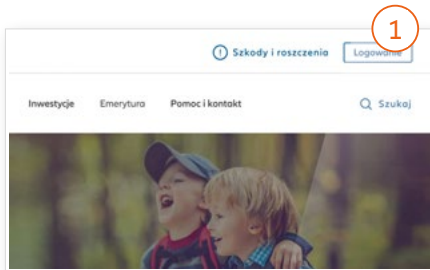 1
! Szkody i roszczenia Logowanie
Inwestycje Emerytura Pomoc i kontakt Szukaj